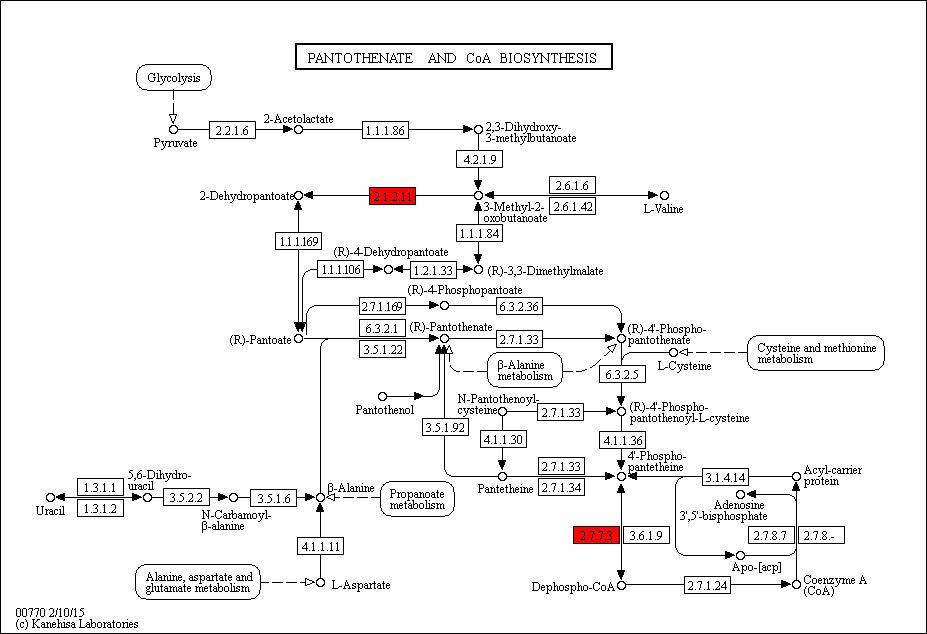 PANTOTHENATE AND CoA BIOSYNTHESIS
Glycolysis
2-Acetolactate
2.2.1.6
1.1.1.86
2,3-Dihydroxy-
3-methylbutanoate
Pyruvate
4.2.1.9
2-Dehydropantoate
2.1.2.11
2.6.1.6
2.6.1.42
3-Methyl-2-
oxobutanoate
L-Valine
1.1.1.169
1.1.1.84
(R)-4-Dehydropantoate
1.1.1.106
1.2.1.33
(R)-3,3-Dimethylmalate
(R)-4-Phosphopantoate
2.7.1.169
6.3.2.36
(R)-Pantoate
6.3.2.1
3.5.1.22
(R)-Pantothenate
2.7.1.33
(R)-4'-Phospho-
pantothenate
β-Alanine
metabolism
Cysteine and methionine
metabolism
L-Cysteine
6.3.2.5
Pantothenol
N-Pantothenoyl-
cysteine
2.7.1.33
(R)-4'-Phospho-
pantothenoyl-L-cysteine
3.5.1.92
4.1.1.30
4.1.1.36
4'-Phospho-
pantetheine
2.7.1.33
2.7.1.34
Pantetheine
3.1.4.14
Acyl-carrier
protein
5,6-Dihydro-
uracil
1.3.1.1
1.3.1.2
3.5.2.2
3.5.1.6
β-Alanine
Uracil
N-Carbamoyl-
β-alanine
Propanoate
metabolism
Adenosine
3',5'-bisphosphate
4.1.1.11
2.7.7.3
3.6.1.9
2.7.8.7
2.7.8.-
Apo-[acp]
Alanine, aspartate and
glutamate metabolism
L-Aspartate
Dephospho-CoA
2.7.1.24
Coenzyme A
(CoA)
00770 2/10/15
(c) Kanehisa Laboratories